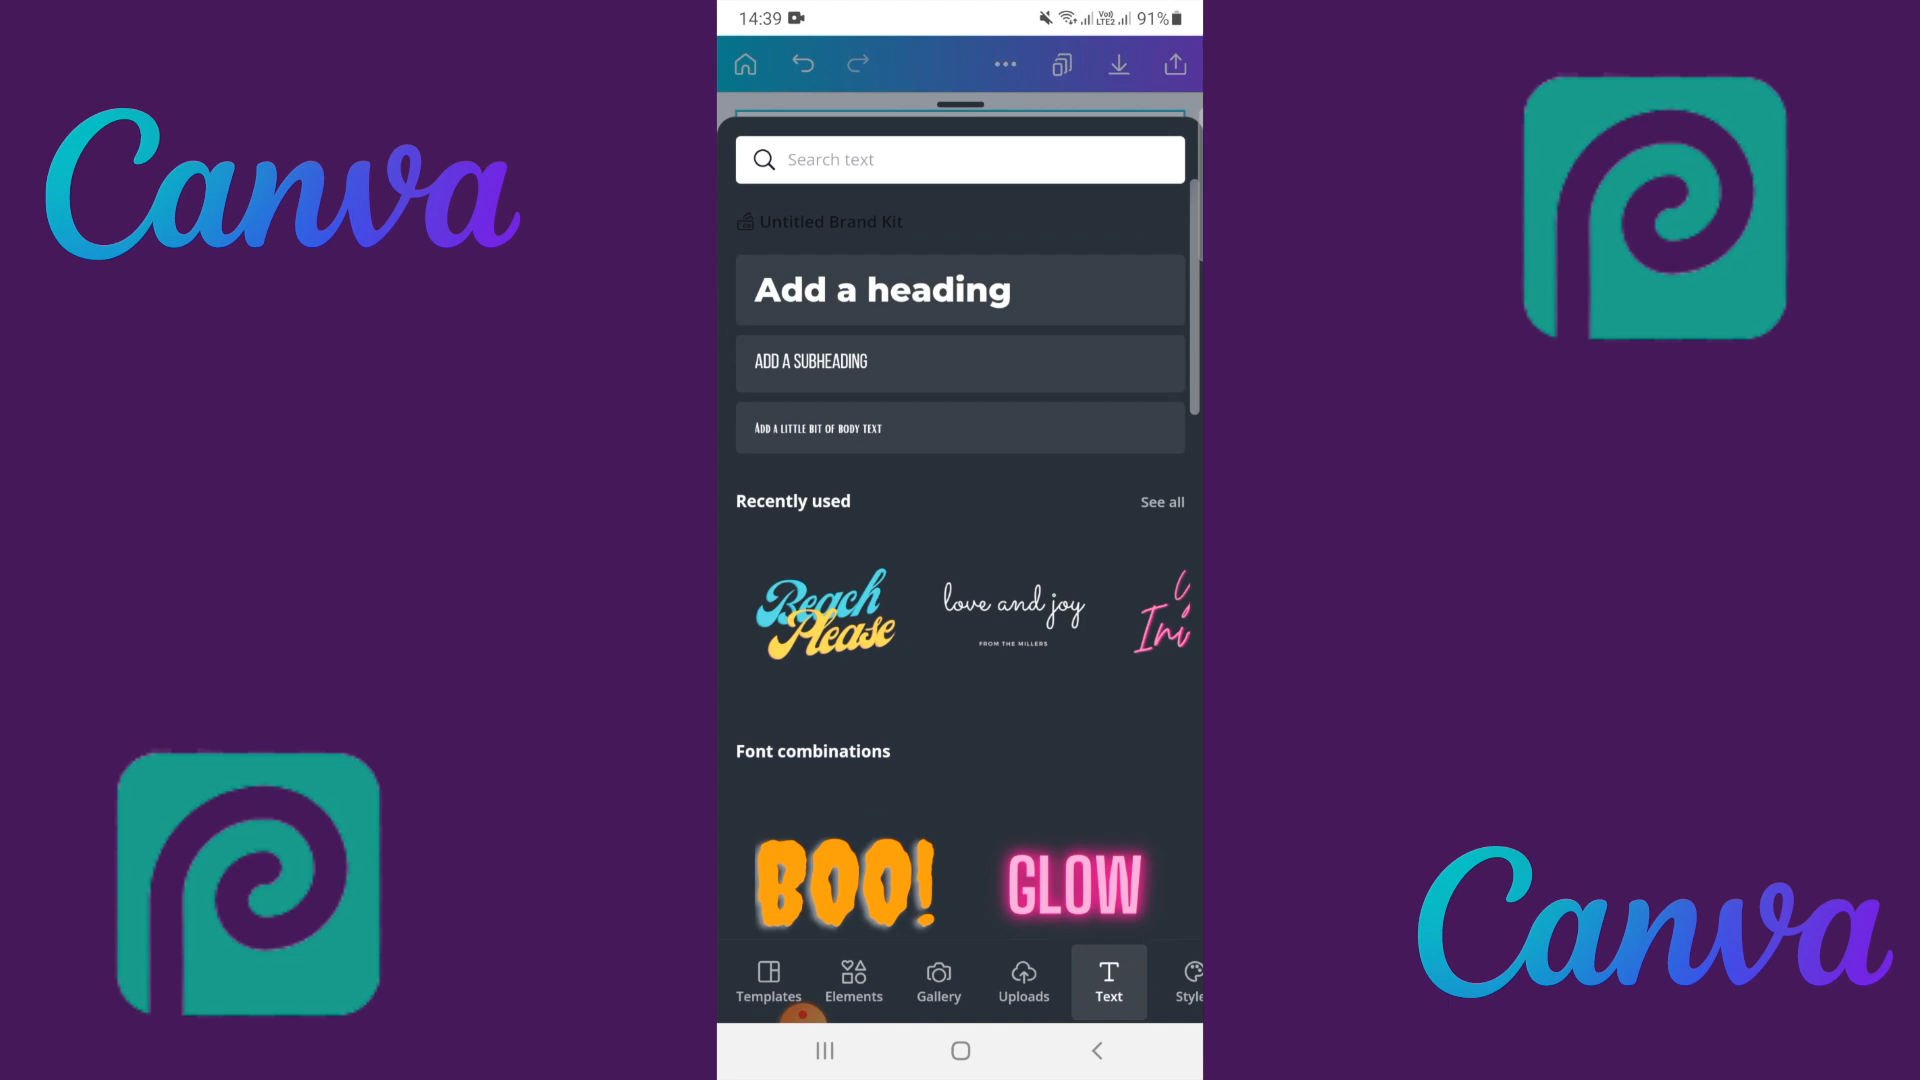 14:39
Vo)) LTE2 91%
Canva
Search text
Untitled Brand Kit
Add a heading
ADD A SUBHEADING
ADD A LITTLE BIT OF BODY TEXT
Recently used
See all
Beach
Please
love and joy
FROM THE MILLERS
Font combinations
BOO!
GLOW
Canva
Templates
Elements
Gallery
Uploads
Text
Style